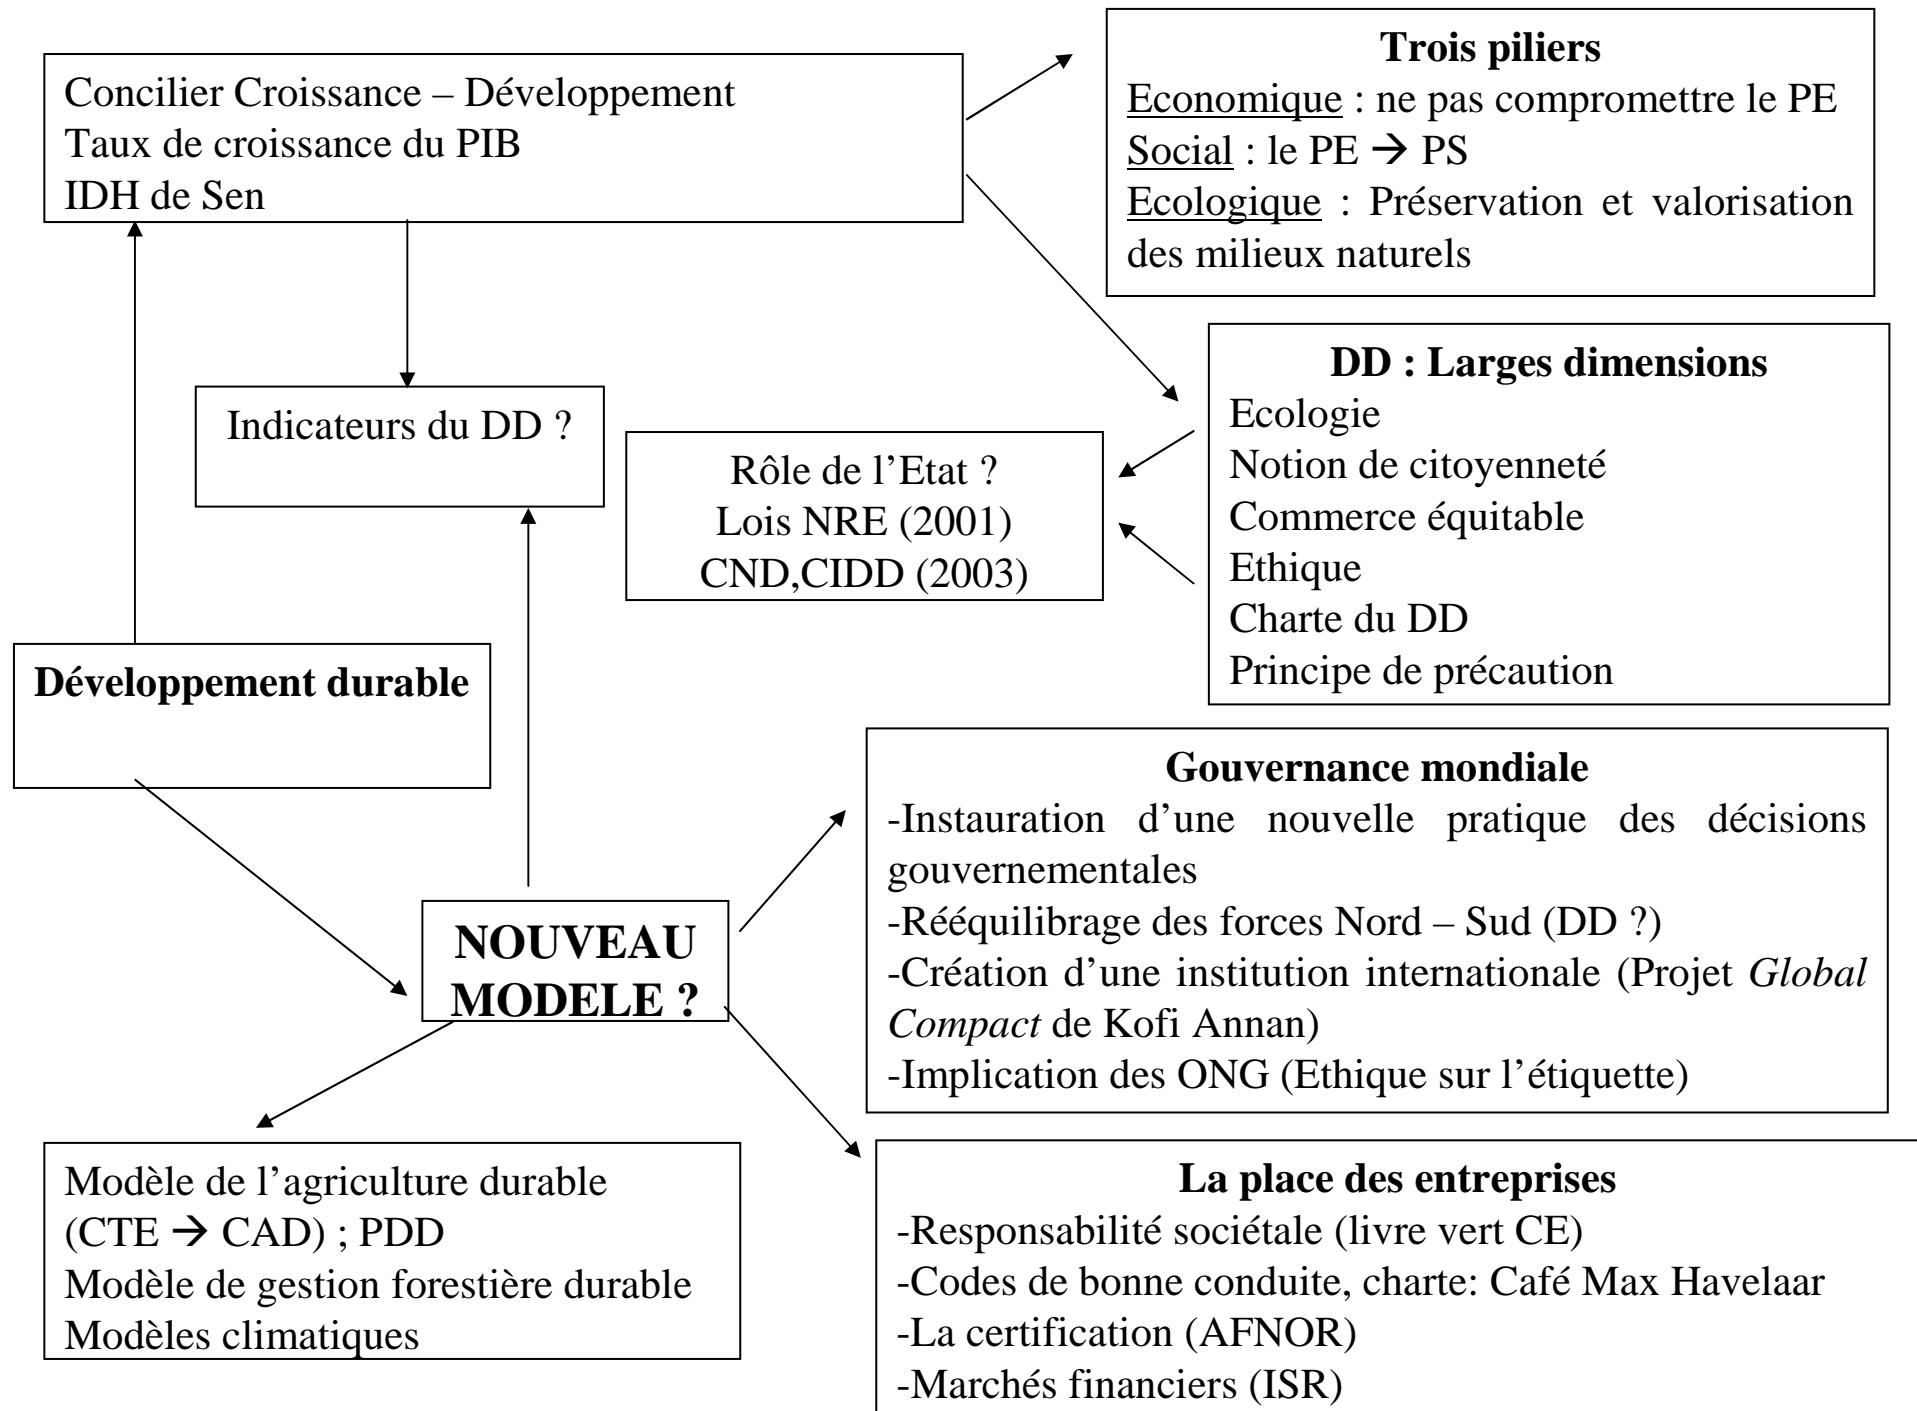 Concilier Croissance – Développement
Taux de croissance du PIB
IDH de Sen
Trois piliers
Economique : ne pas compromettre le PE
Social : le PE → PS
Ecologique : Préservation et valorisation
des milieux naturels
Indicateurs du DD ?
Rôle de l’Etat ?
Lois NRE (2001)
CND,CIDD (2003)
DD : Larges dimensions
Ecologie
Notion de citoyenneté
Commerce équitable
Ethique
Charte du DD
Principe de précaution
Développement durable
NOUVEAU
MODELE ?
Gouvernance mondiale
-Instauration d’une nouvelle pratique des décisions
gouvernementales
-Rééquilibrage des forces Nord – Sud (DD ?)
-Création d’une institution internationale (Projet Global
Compact de Kofi Annan)
-Implication des ONG (Ethique sur l’étiquette)
Modèle de l’agriculture durable
(CTE → CAD) ; PDD
Modèle de gestion forestière durable
Modèles climatiques
La place des entreprises
-Responsabilité sociétale (livre vert CE)
-Codes de bonne conduite, charte: Café Max Havelaar
-La certification (AFNOR)
-Marchés financiers (ISR)